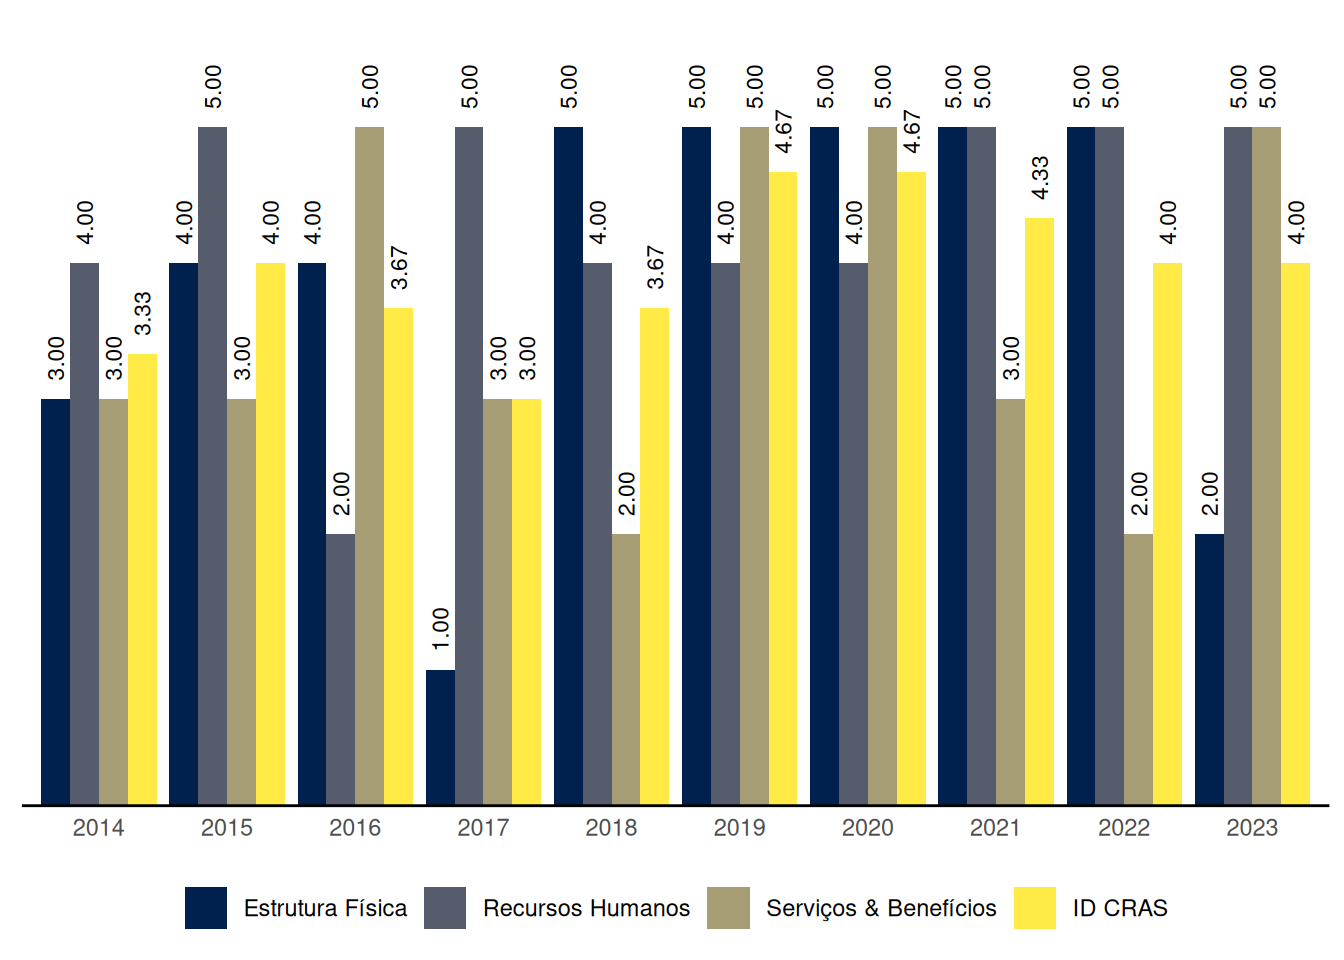 3.00 4.00 3.00 3.33 4.00 5.00 3.00 4.00 4.00 2.00 5.00 3.67 1.00 5.00 3.00 3.00 5.00 4.00 2.00 3.67 5.00 4.00 5.00 4.67 5.00 4.00 5.00 4.67 5.00 5.00 3.00 4.33 5.00 5.00 2.00 4.00 2.00 5.00 5.00 4.00
2014 2015 2016 2017 2018 2019 2020 2021 2022 2023
Estrutura Física Recursos Humanos Serviços & Benefícios ID CRAS